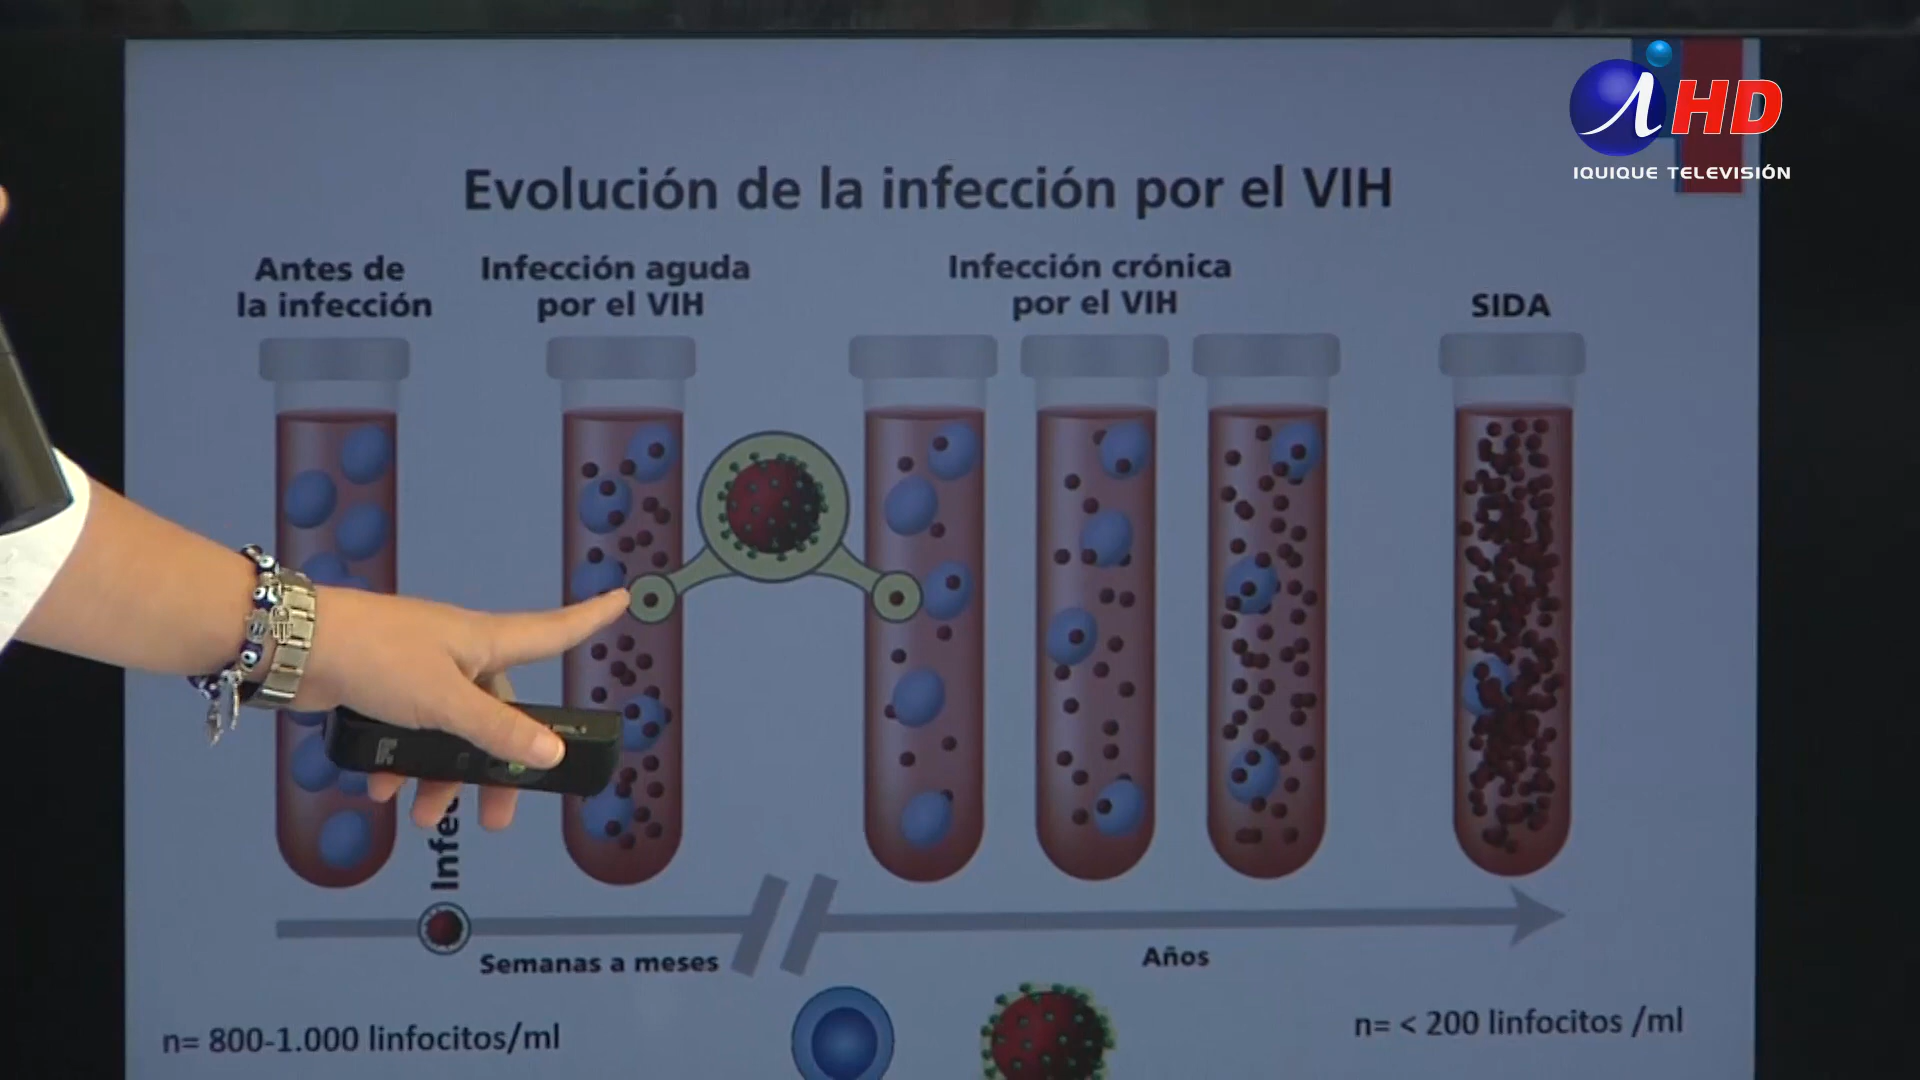 HD
IQUIQUE TELEVISIÓN
Evolución de la infección por el VIH
Antes de
la infección
Infección aguda
por el VIH
Infección crónica
por el VIH
SIDA
Semanas a meses
Años
n= 800-1.000 linfocitos/ml
n= < 200 linfocitos /ml